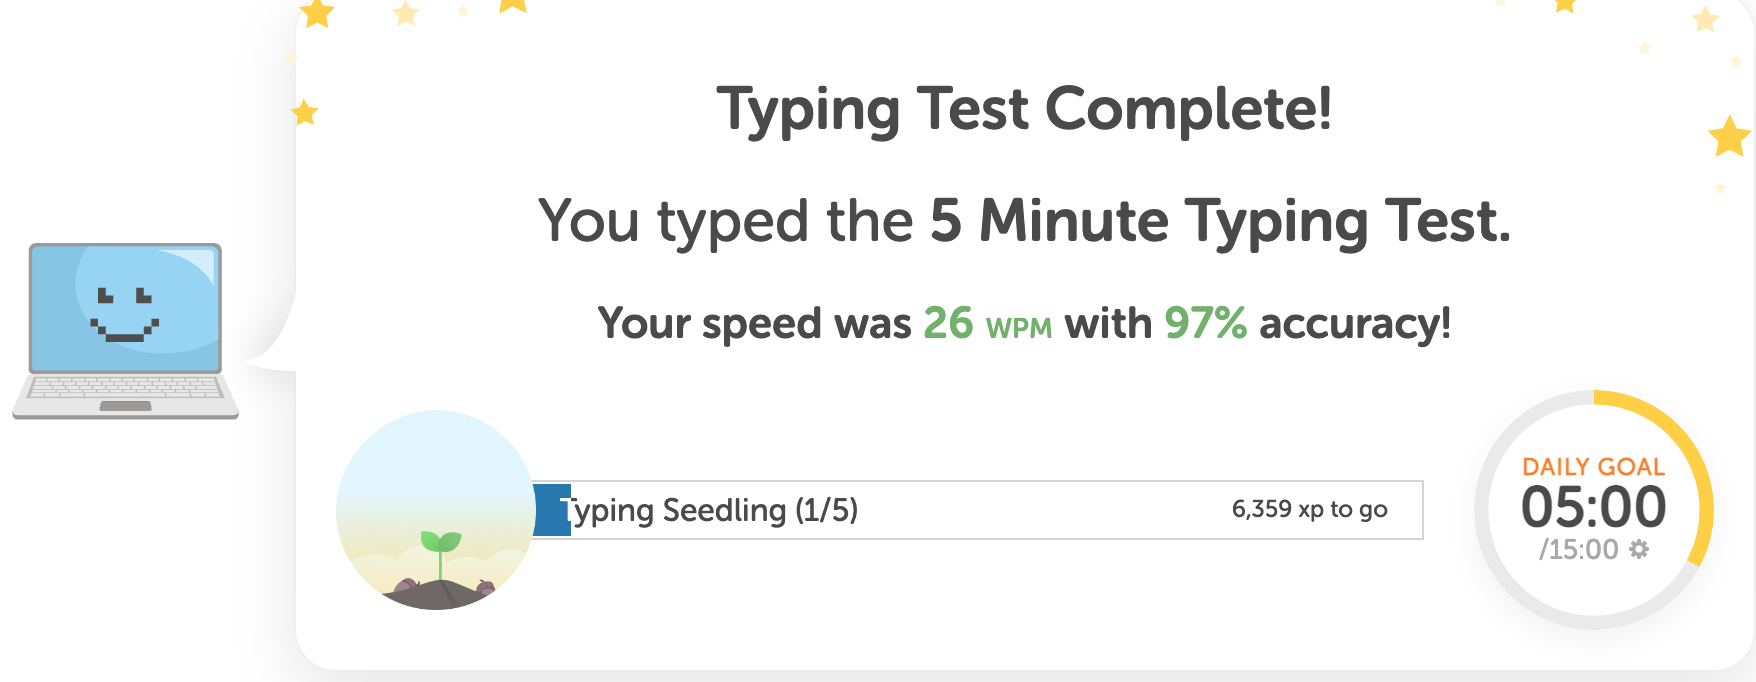 Typing Test Complete!
You typed the 5 Minute Typing Test.
Your speed was 26 WPM with 97% accuracy!
Typing Seedling (1/5)
6,359 xp to go
DAILY GOAL
05:00
/15:00